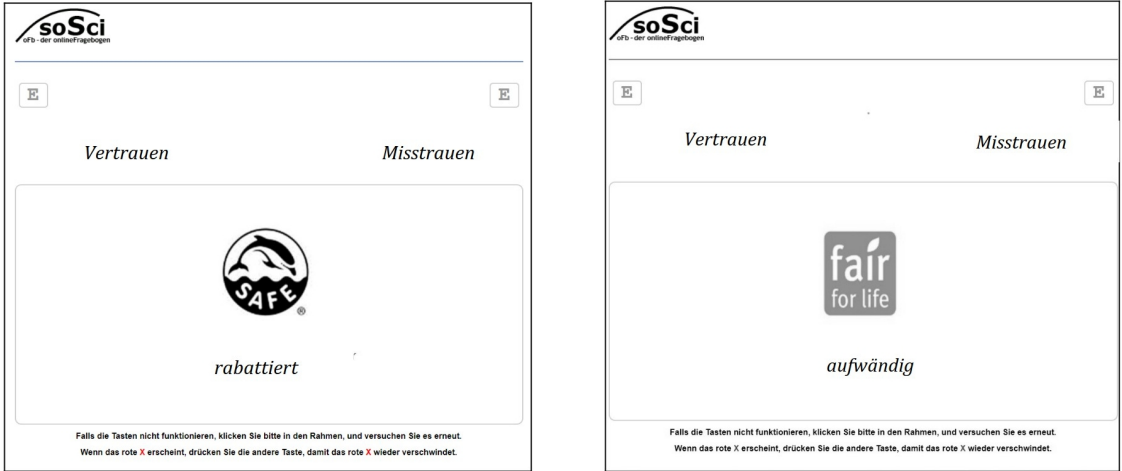 soSci
oFb - der onlineFragebogen
E
E
Vertrauen
Misstrauen
SAFE
®
rabattiert
Falls die Tasten nicht funktionieren, klicken Sie bitte in den Rahmen, und versuchen Sie es erneut.
Wenn das rote X erscheint, drücken Sie die andere Taste, damit das rote X wieder verschwindet.
soSci
oFb - der onlineFragebogen
E
E
Vertrauen
Misstrauen
fair
for life
aufwändig
Falls die Tasten nicht funktionieren, klicken Sie bitte in den Rahmen, und versuchen Sie es erneut.
Wenn das rote X erscheint, drücken Sie die andere Taste, damit das rote X wieder verschwindet.